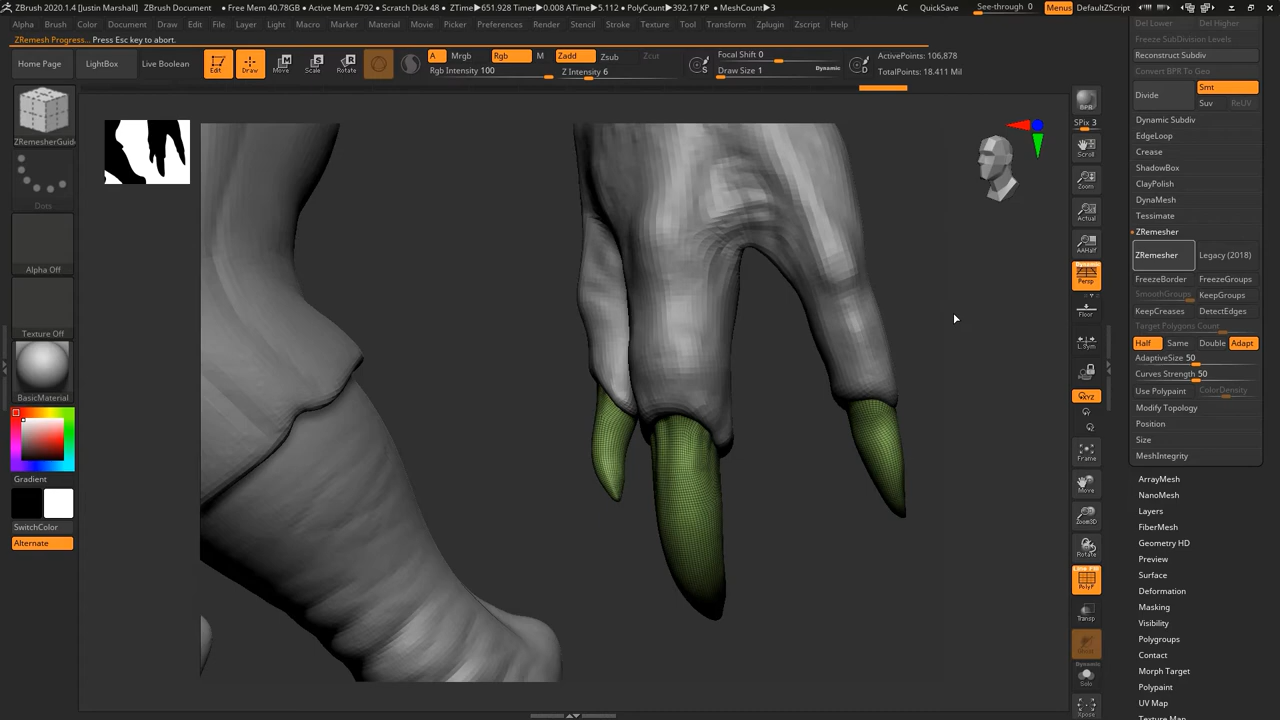 ZBrush 2020.1.4 [Justin Marshall]   ZBrush Document   ● Free Mem 40.78GB ● Active Mem 4792 ● Scratch Disk 48 ● ZTimer▶651.928 Timer▶0.008 ATime▶5.112 ● PolyCount▶392.17 KP ● MeshCount▶3   AC   QuickSave   See-through 0   Menus   DefaultZScript
Alpha Brush Color Document Draw Edit File Layer Light Macro Marker Material Movie Picker Preferences Render Stencil Stroke Texture Tool Transform Zplugin Zscript Help
ZRemesh Progress... Press Esc key to abort.
Home Page
LightBox
Live Boolean
Edit
Draw
Move
Scale
Rotate
A
Mrgb
Rgb
M
Zadd
Zsub
Zcut
Rgb Intensity 100
Z Intensity 6
S
Focal Shift 0
Draw Size 1
Dynamic
D
ActivePoints: 106,878
TotalPoints: 18.411 Mil
ZRemesherGuid
Dots
Alpha Off
Texture Off
BasicMaterial
Gradient
SwitchColor
Alternate
BPR
SPix 3
Scroll
Zoom
Actual
AAHalf
Dynamic
Persp
Floor
L.Sym
XYZ
Frame
Move
Zoom3D
Rotate
Line Fill
PolyF
Transp
Dynamic
Solo
Xpose
Del Lower
Del Higher
Freeze SubDivision Levels
Reconstruct Subdiv
Convert BPR To Geo
Divide
Smt
Suv
ReUV
Dynamic Subdiv
EdgeLoop
Crease
ShadowBox
ClayPolish
DynaMesh
Tessimate
ZRemesher
ZRemesher
Legacy (2018)
FreezeBorder
FreezeGroups
SmoothGroups
KeepGroups
KeepCreases
DetectEdges
Target Polygons Count
Half
Same
Double
Adapt
AdaptiveSize 50
Curves Strength 50
Use Polypaint
ColorDensity
Modify Topology
Position
Size
MeshIntegrity
ArrayMesh
NanoMesh
Layers
FiberMesh
Geometry HD
Preview
Surface
Deformation
Masking
Visibility
Polygroups
Contact
Morph Target
Polypaint
UV Map
Texture Map